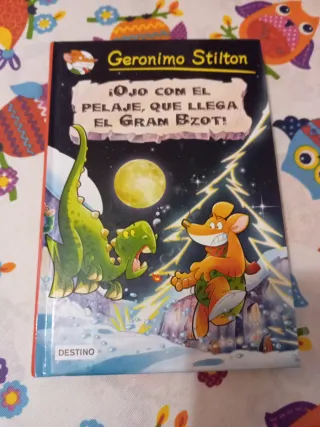 Geronimo Stilton
¡OJO CON EL
PELAJE, QUE LLEGA
EL GRAN BZOT!
DESTINO